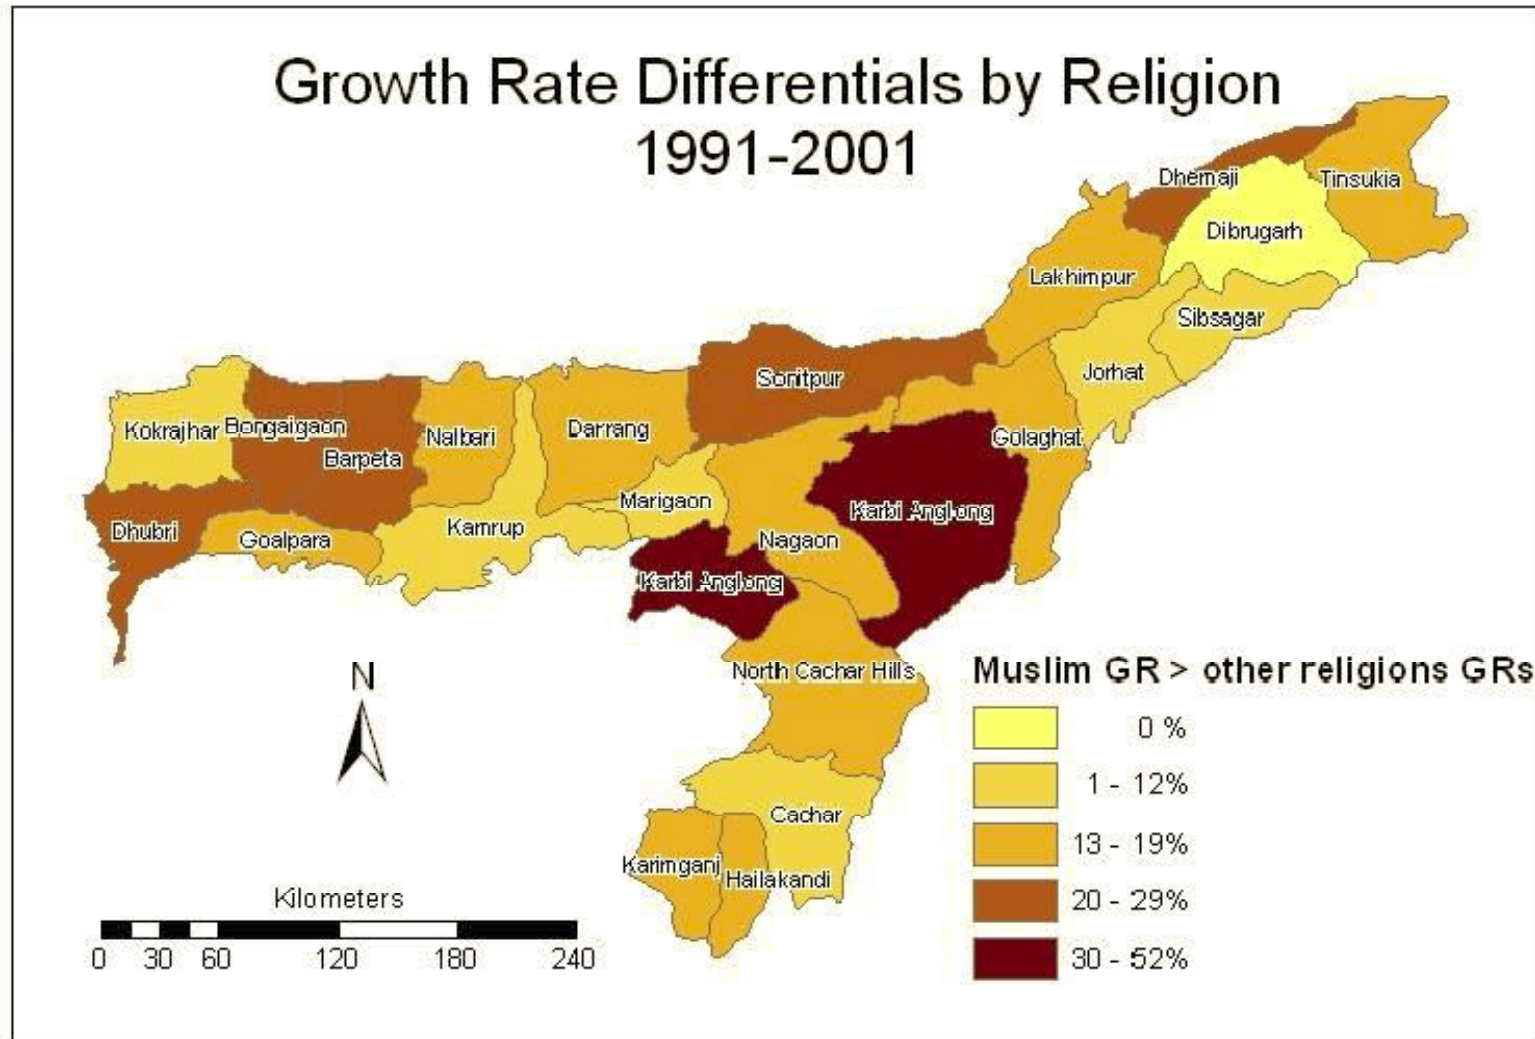 Growth Rate Differentials by Religion
1991-2001
Dhemaji
Tinsukia
Dibrugarh
Lakhimpur
Sibsagar
Jorhat
Sonitpur
Kokrajhar
Bongaigaon
Barpeta
Nalbari
Darrang
Golaghat
Dhubri
Goalpara
Kamrup
Marigaon
Nagaon
Karbi Anglong
Karbi Anglong
North Cachar Hills
Cachar
Karimganj
Hailakandi
N
Kilometers
0 30 60 120 180 240
Muslim GR > other religions GRs
0 %
1 - 12%
13 - 19%
20 - 29%
30 - 52%